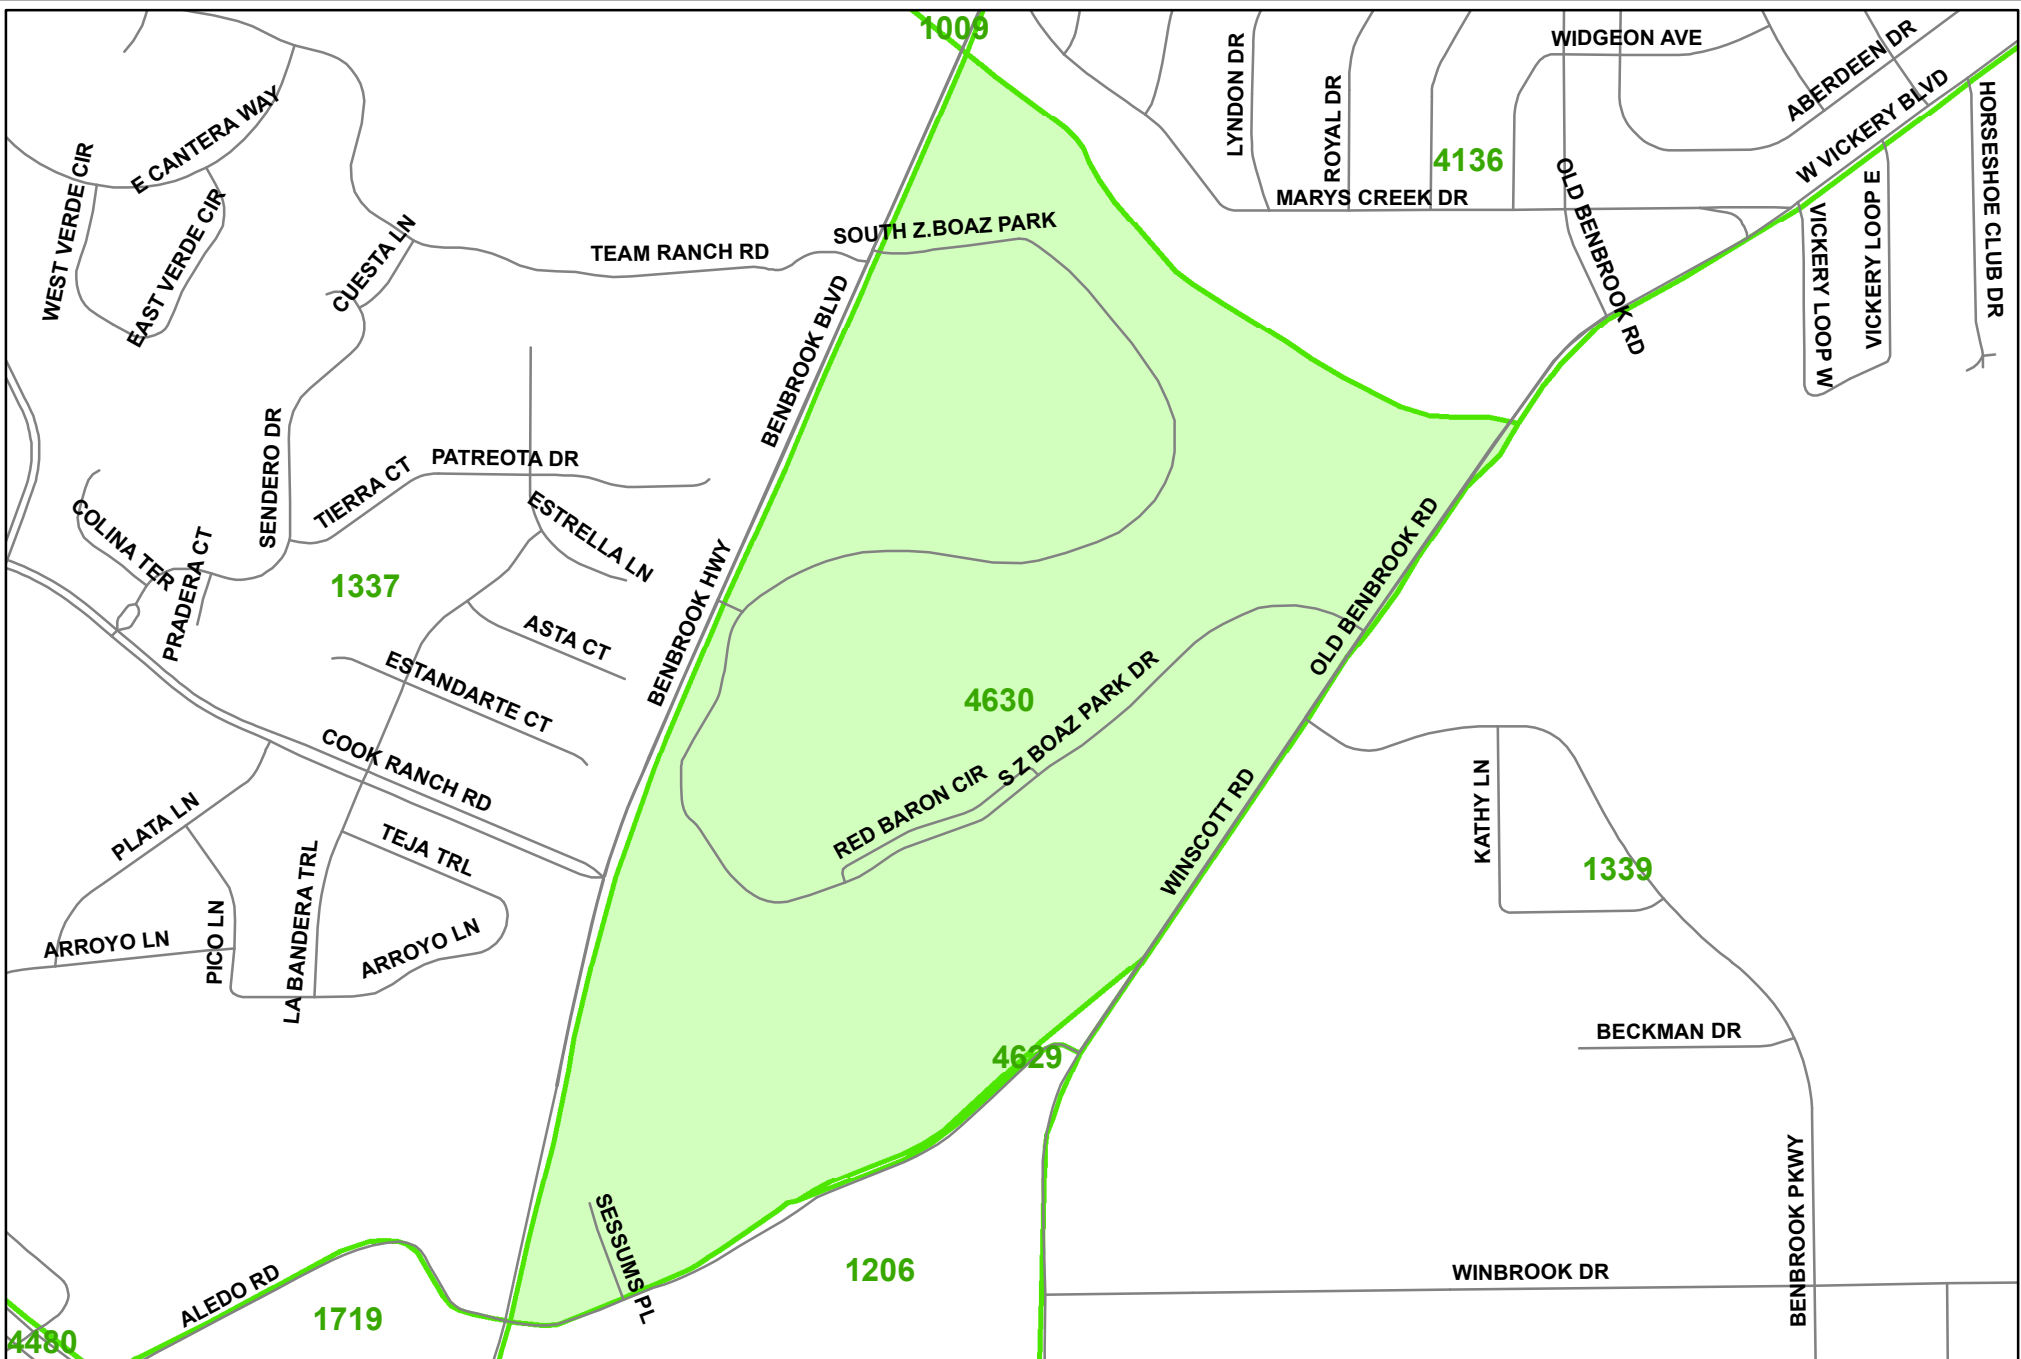 1009
WIDGEON AVE
LYNDON DR
ROYAL DR
ABERDEEN DR
W VICKERY BLVD
HORSESHOE CLUB DR
4136
MARYS CREEK DR
OLD BENBROOK RD
VICKERY LOOP E
VICKERY LOOP W
E CANTERA WAY
WEST VERDE CIR
EAST VERDE CIR
CUESTA LN
TEAM RANCH RD
SOUTH Z.BOAZ PARK
BENBROOK BLVD
SENDERO DR
TIERRA CT
PATREOTA DR
ESTRELLA LN
COLINA TER
PRADERA CT
1337
BENBROOK HWY
ASTA CT
ESTANDARTE CT
COOK RANCH RD
OLD BENBROOK RD
4630
S Z BOAZ PARK DR
RED BARON CIR
WINSCOTT RD
KATHY LN
1339
PLATA LN
TEJA TRL
LA BANDERA TRL
PICO LN
ARROYO LN
ARROYO LN
BECKMAN DR
4629
BENBROOK PKWY
SESSUMS PL
1206
WINBROOK DR
ALEDO RD
1719
4480